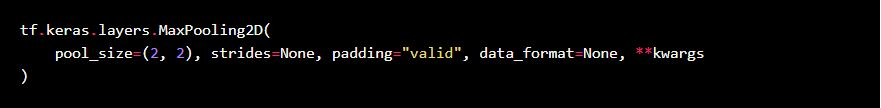 tf.keras.layers.MaxPooling2D(
    pool_size=(2, 2), strides=None, padding="valid", data_format=None, **kwargs
)